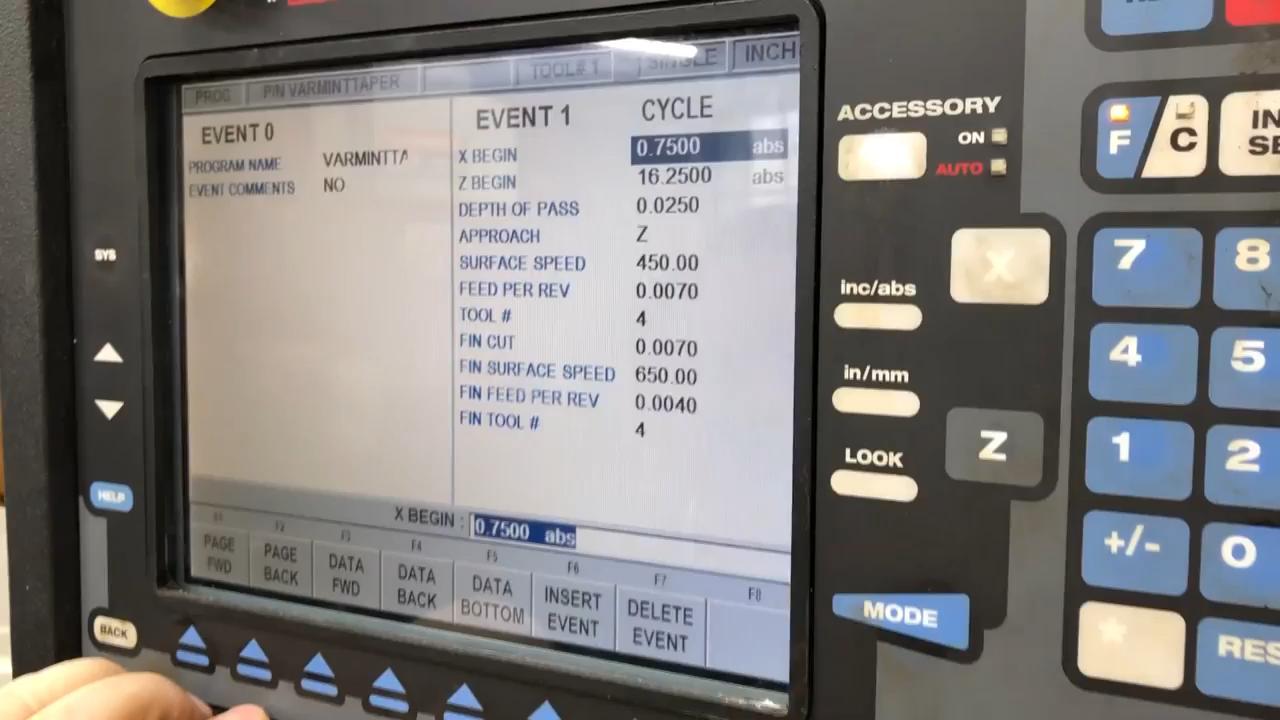 PROG P/N VARMINTTAPER TOOL# 1 SINGLE INCH
EVENT 0
PROGRAM NAME VARMINTTA
EVENT COMMENTS NO
EVENT 1 CYCLE
X BEGIN 0.7500 abs
Z BEGIN 16.2500 abs
DEPTH OF PASS 0.0250
APPROACH Z
SURFACE SPEED 450.00
FEED PER REV 0.0070
TOOL # 4
FIN CUT 0.0070
FIN SURFACE SPEED 650.00
FIN FEED PER REV 0.0040
FIN TOOL # 4
X BEGIN : 0.7500 abs
F1 F2 F3 F4 F5 F6 F7 F8
PAGE FWD
PAGE BACK
DATA FWD
DATA BACK
DATA BOTTOM
INSERT EVENT
DELETE EVENT
SYS
HELP
BACK
ACCESSORY
ON
AUTO
inc/abs
in/mm
LOOK
X
Z
MODE
F/C
IN
SE
7 8
4 5
1 2
+/- 0
RES